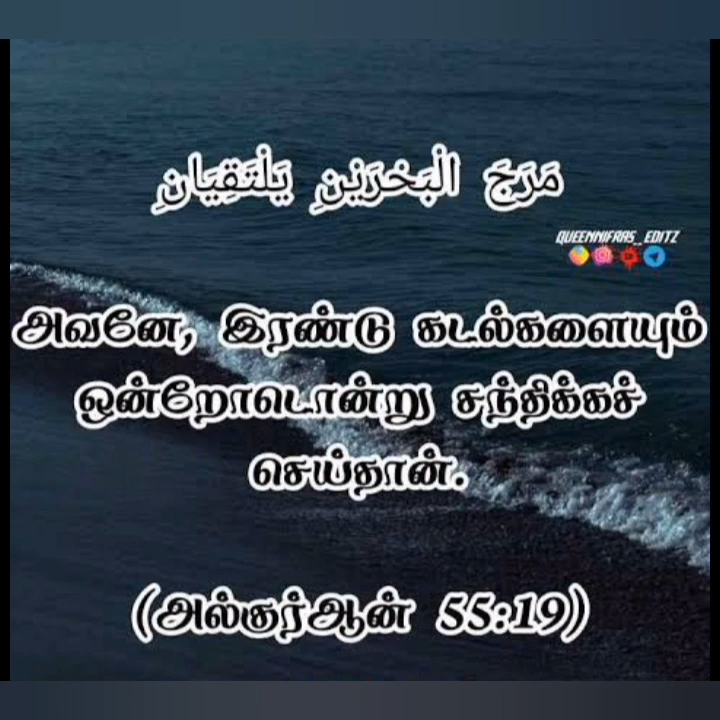 مَرَجَ الْبَحْرَيْنِ يَلْتَقِيَانِ
QUEENNIFRAS_EDITZ
அவனே, இரண்டு கடல்களையும்
ஒன்றோடொன்று சந்திக்கச்
செய்தான்.
(அல்குர்ஆன் 55:19)